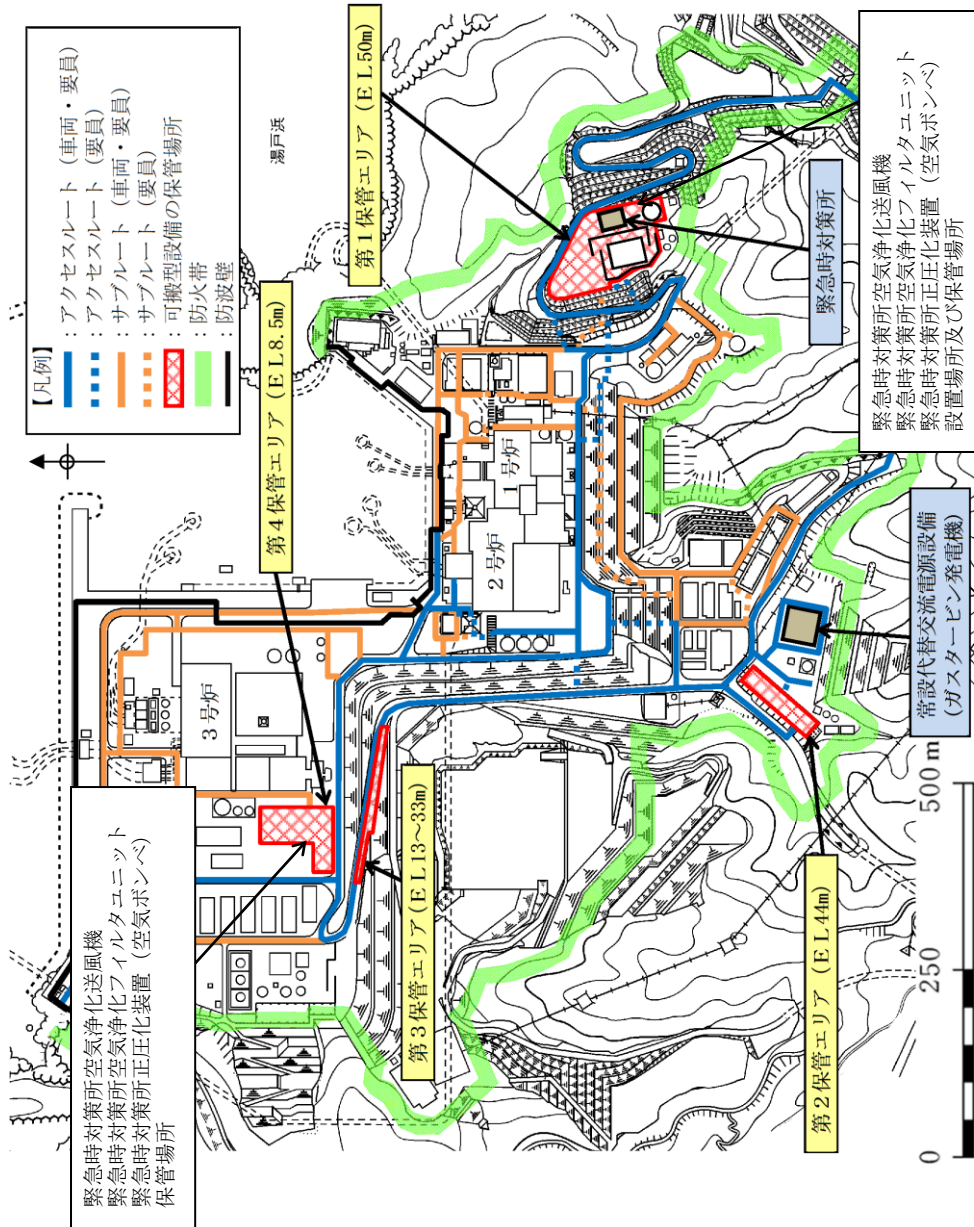 【凡例】
：アクセスルート（車両・要員）
：アクセスルート（要員）
：サブルート（車両・要員）
：サブルート（要員）
：可搬型設備の保管場所
：防火帯
：防波壁
湯戸浜
第4保管エリア（EL8.5m）
第1保管エリア（EL50m）
3号炉
2号炉
1号炉
緊急時対策所空気浄化送風機
緊急時対策所空気浄化フィルタユニット
緊急時対策所正圧化装置（空気ボンベ）
保管場所
第3保管エリア（EL13～33m）
緊急時対策所
緊急時対策所空気浄化送風機
緊急時対策所空気浄化フィルタユニット
緊急時対策所正圧化装置（空気ボンベ）
設置場所及び保管場所
第2保管エリア（EL44m）
常設代替交流電源設備
（ガスタービン発電機）
0 250 500m